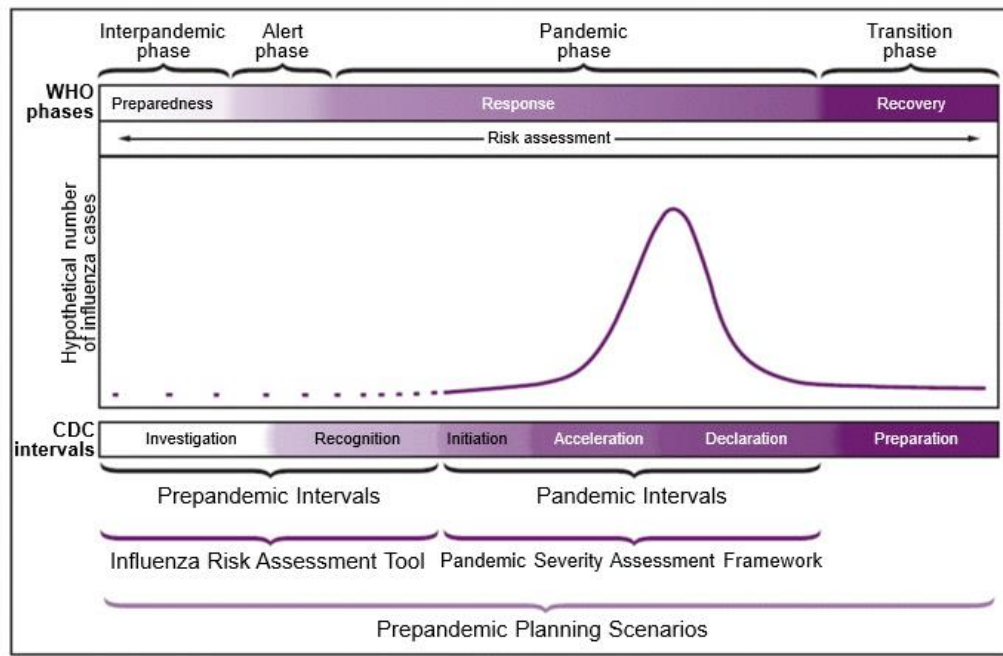 Interpandemic
phase
Alert
phase
Pandemic
phase
Transition
phase
WHO
phases
Preparedness
Response
Recovery
Risk assessment
Hypothetical number
of influenza cases
CDC
intervals
Investigation
Recognition
Initiation
Acceleration
Declaration
Preparation
Prepandemic Intervals
Pandemic Intervals
Influenza Risk Assessment Tool
Pandemic Severity Assessment Framework
Prepandemic Planning Scenarios